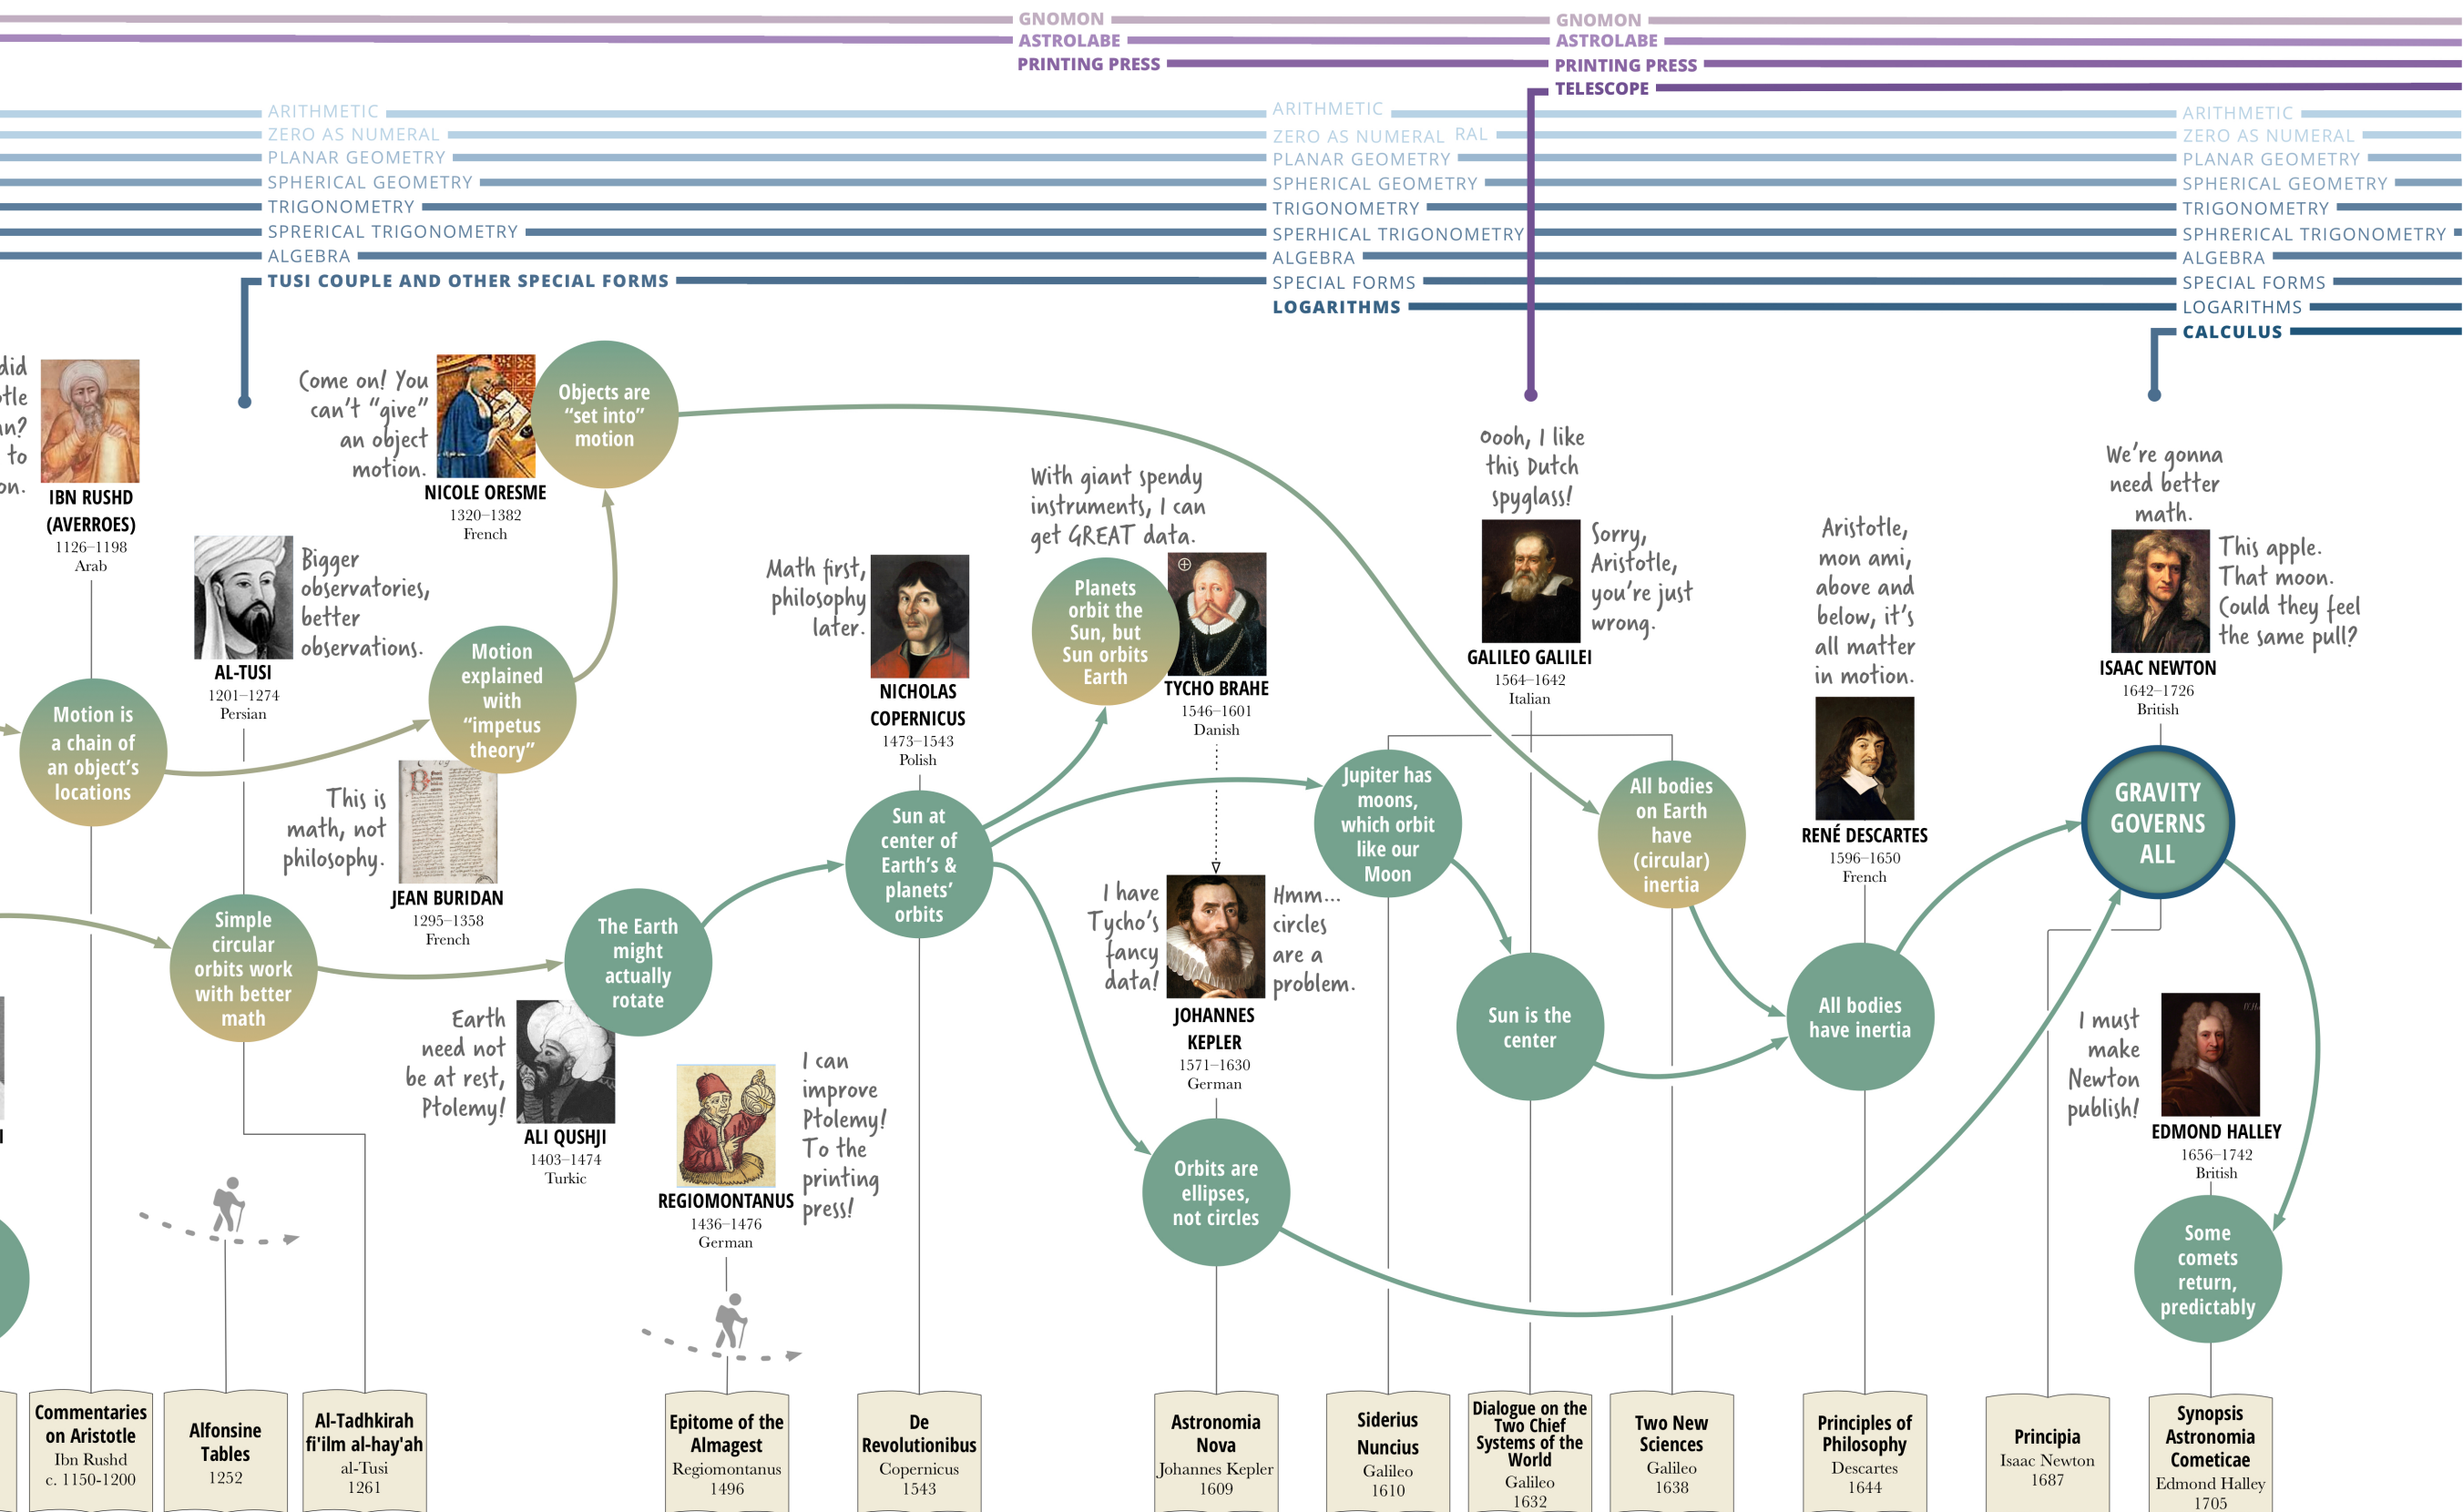 GNOMON
ASTROLABE
PRINTING PRESS
GNOMON
ASTROLABE
PRINTING PRESS
TELESCOPE
ARITHMETIC
ZERO AS NUMERAL
PLANAR GEOMETRY
SPHERICAL GEOMETRY
TRIGONOMETRY
SPRERICAL TRIGONOMETRY
ALGEBRA
TUSI COUPLE AND OTHER SPECIAL FORMS
ARITHMETIC
ZERO AS NUMERAL RAL
PLANAR GEOMETRY
SPHERICAL GEOMETRY
TRIGONOMETRY
SPERHICAL TRIGONOMETRY
ALGEBRA
SPECIAL FORMS
LOGARITHMS
ARITHMETIC
ZERO AS NUMERAL
PLANAR GEOMETRY
SPHERICAL GEOMETRY
TRIGONOMETRY
SPHRERICAL TRIGONOMETRY
ALGEBRA
SPECIAL FORMS
LOGARITHMS
CALCULUS
did
to
IBN RUSHD
(AVERROES)
1126–1198
Arab
Motion is
a chain of
an object's
locations
AL-TUSI
1201–1274
Persian
Bigger
observatories,
better
observations.
Simple
circular
orbits work
with better
math
Come on! You
can't "give"
an object
motion.
NICOLE ORESME
1320–1382
French
Objects are
"set into"
motion
Motion
explained
with
"impetus
theory"
This is
math, not
philosophy.
JEAN BURIDAN
1295–1358
French
The Earth
might
actually
rotate
Earth
need not
be at rest,
Ptolemy!
ALI QUSHJI
1403–1474
Turkic
REGIOMONTANUS
1436–1476
German
I can
improve
Ptolemy!
To the
printing
press!
Math first,
philosophy
later.
NICHOLAS
COPERNICUS
1473–1543
Polish
Sun at
center of
Earth's &
planets'
orbits
With giant spendy
instruments, I can
get GREAT data.
Planets
orbit the
Sun, but
Sun orbits
Earth
TYCHO BRAHE
1546–1601
Danish
I have
Tycho's
fancy
data!
Hmm...
circles
are a
problem.
JOHANNES
KEPLER
1571–1630
German
Orbits are
ellipses,
not circles
Oooh, I like
this Dutch
spyglass!
Sorry,
Aristotle,
you're just
wrong.
GALILEO GALILEI
1564–1642
Italian
Jupiter has
moons,
which orbit
like our
Moon
Sun is the
center
All bodies
on Earth
have
(circular)
inertia
Aristotle,
mon ami,
above and
below, it's
all matter
in motion.
RENÉ DESCARTES
1596–1650
French
All bodies
have inertia
We're gonna
need better
math.
This apple.
That moon.
Could they feel
the same pull?
ISAAC NEWTON
1642–1726
British
GRAVITY
GOVERNS
ALL
I must
make
Newton
publish!
EDMOND HALLEY
1656–1742
British
Some
comets
return,
predictably
Commentaries
on Aristotle
Ibn Rushd
c. 1150-1200
Alfonsine
Tables
1252
Al-Tadhkirah
fi'ilm al-hay'ah
al-Tusi
1261
Epitome of the
Almagest
Regiomontanus
1496
De
Revolutionibus
Copernicus
1543
Astronomia
Nova
Johannes Kepler
1609
Siderius
Nuncius
Galileo
1610
Dialogue on the
Two Chief
Systems of the
World
Galileo
1632
Two New
Sciences
Galileo
1638
Principles of
Philosophy
Descartes
1644
Principia
Isaac Newton
1687
Synopsis
Astronomia
Cometicae
Edmond Halley
1705